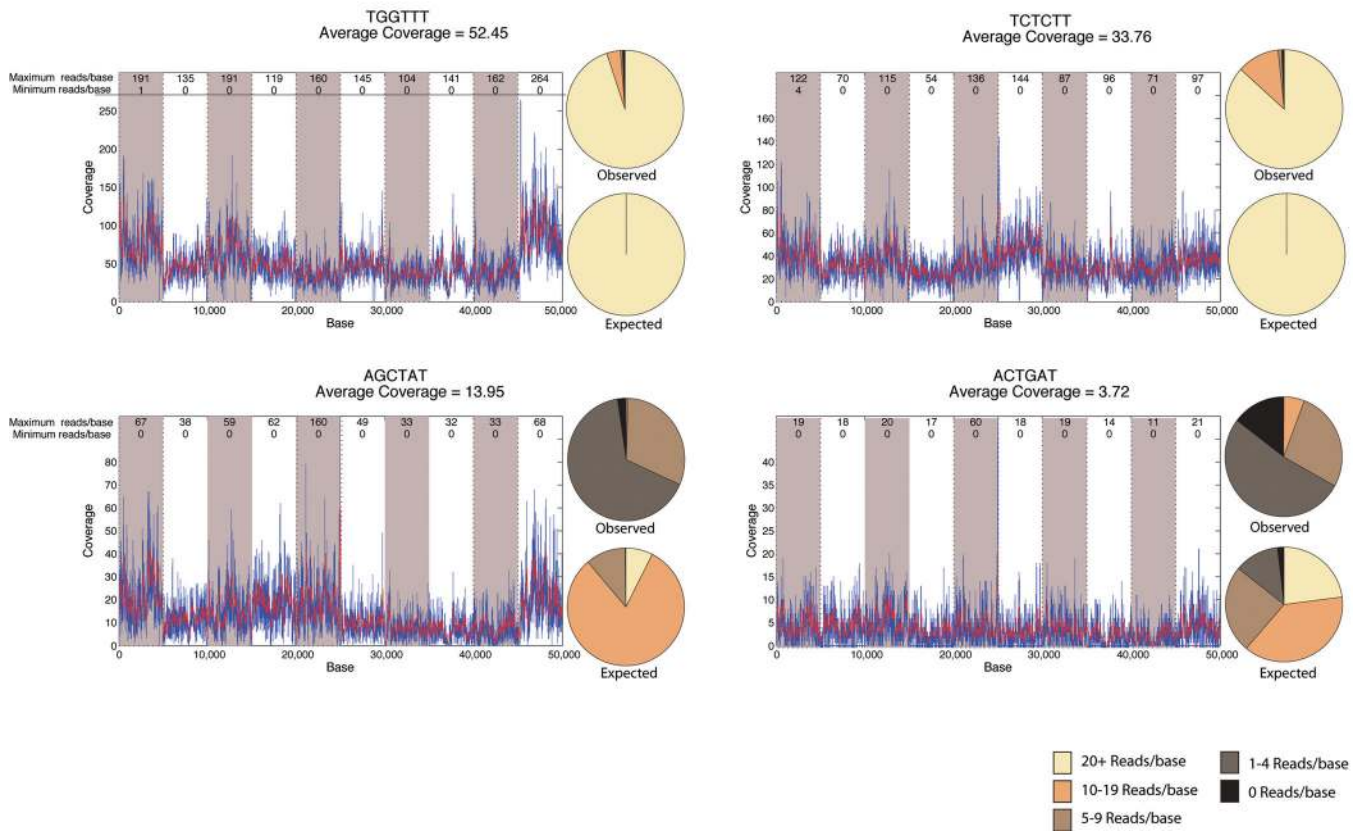 TGGTTT
Average Coverage = 52.45
Maximum reads/base 191 135 191 119 160 145 104 141 162 264
Minimum reads/base 1 0 0 0 0 0 0 0 0 0
250
200
150
100
50
0
Coverage
0 10,000 20,000 30,000 40,000 50,000
Base
Observed
Expected
TCTCTT
Average Coverage = 33.76
122 70 115 54 136 144 87 96 71 97
4 0 0 0 0 0 0 0 0 0
160
140
120
100
80
60
40
20
0
Coverage
0 10,000 20,000 30,000 40,000 50,000
Base
Observed
Expected
AGCTAT
Average Coverage = 13.95
Maximum reads/base 67 38 59 62 160 49 33 32 33 68
Minimum reads/base 0 0 0 0 0 0 0 0 0 0
80
70
60
50
40
30
20
10
0
Coverage
0 10,000 20,000 30,000 40,000 50,000
Base
Observed
Expected
ACTGAT
Average Coverage = 3.72
19 18 20 17 60 18 19 14 11 21
0 0 0 0 0 0 0 0 0 0
40
35
30
25
20
15
10
5
0
Coverage
0 10,000 20,000 30,000 40,000 50,000
Base
Observed
Expected
20+ Reads/base
10-19 Reads/base
5-9 Reads/base
1-4 Reads/base
0 Reads/base